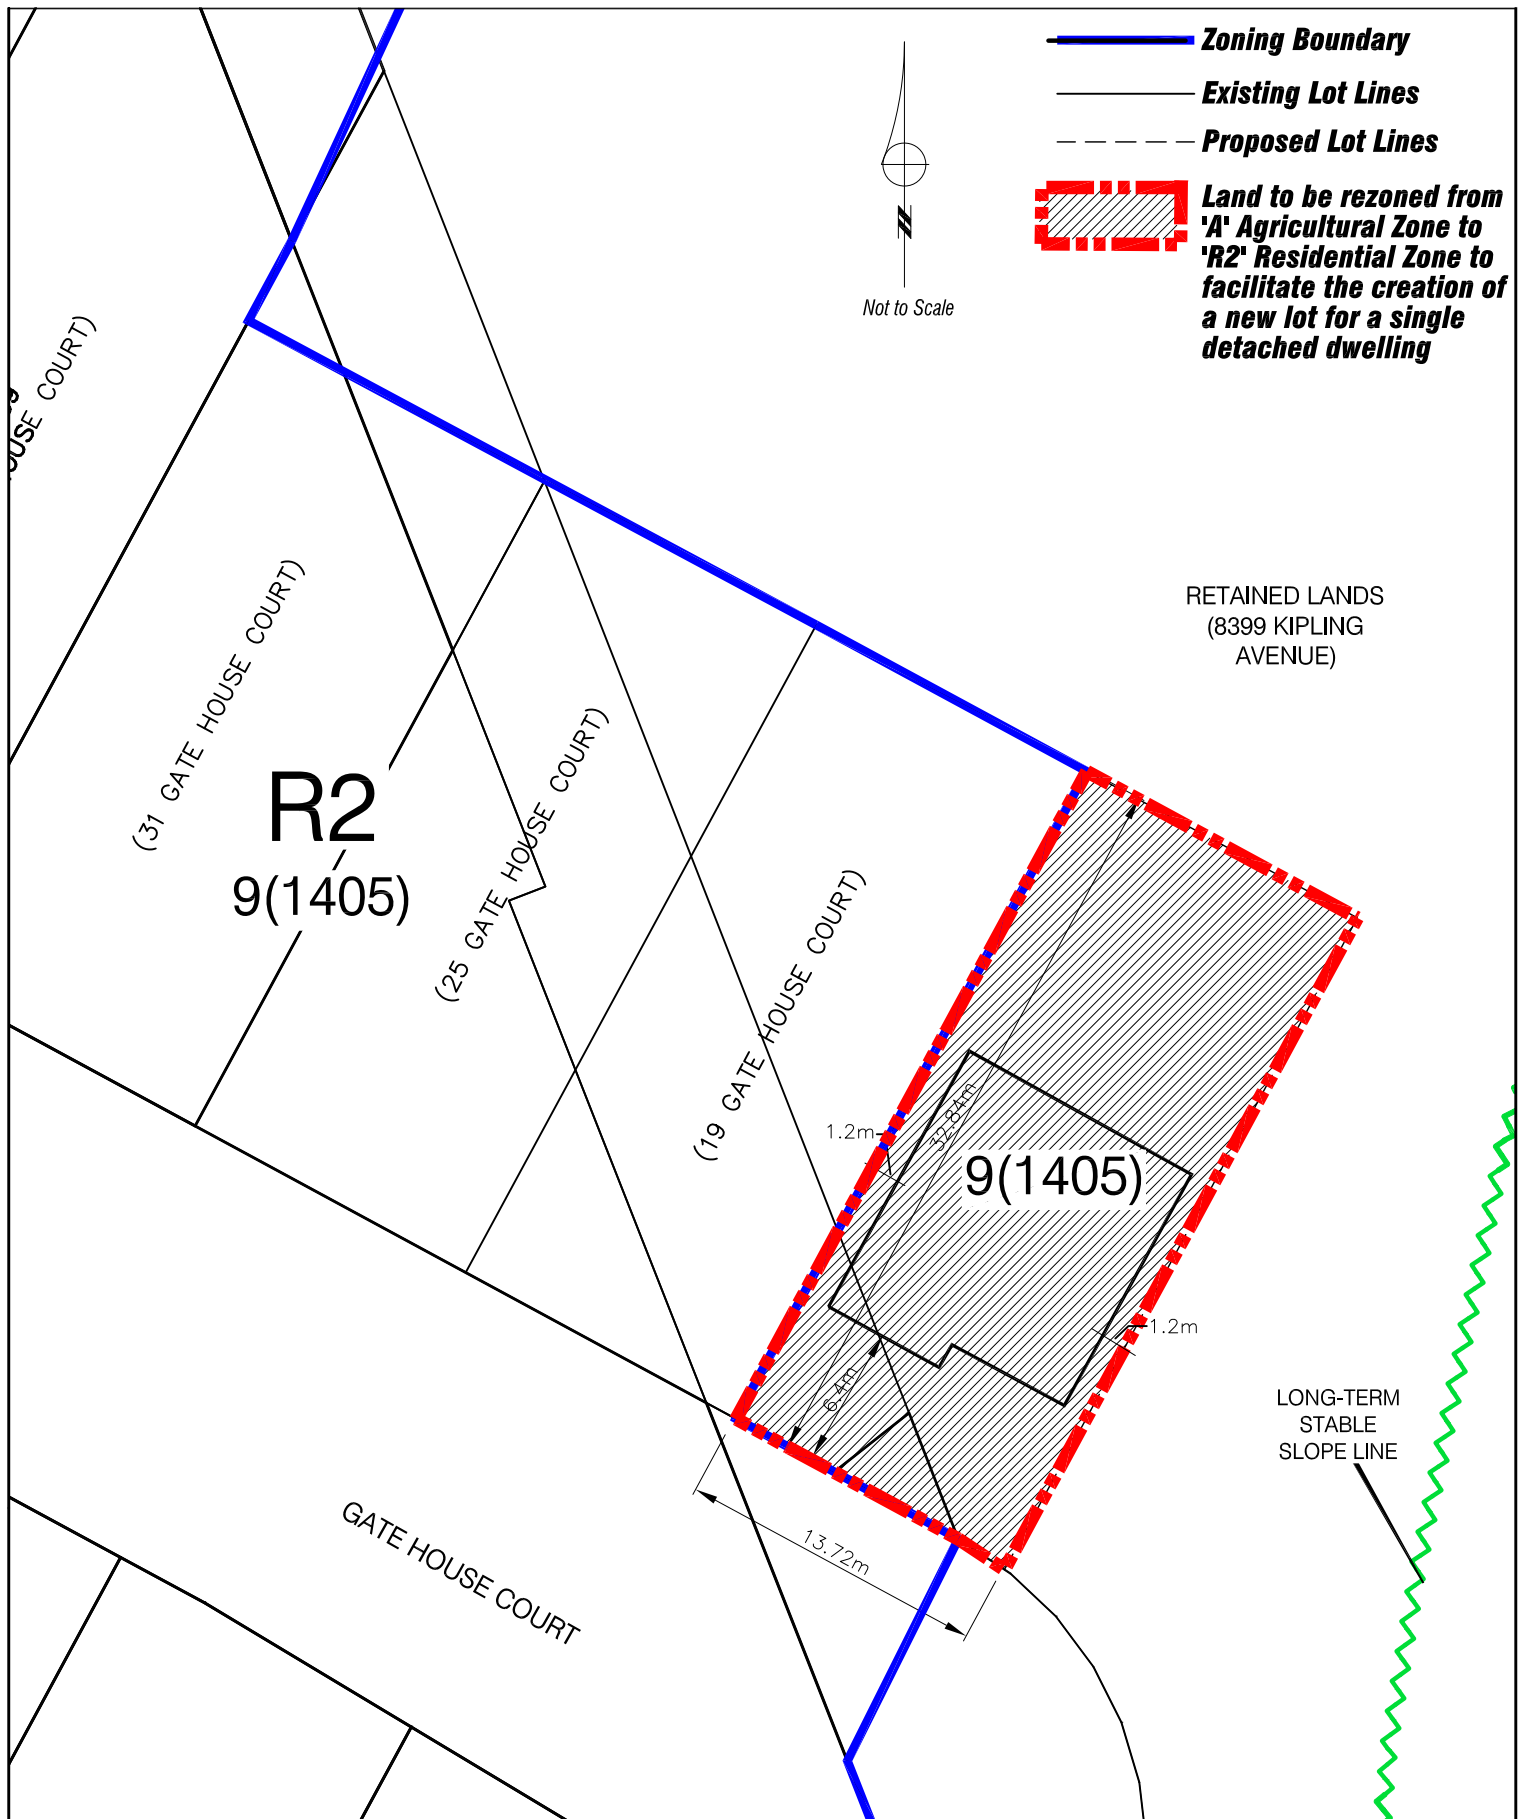 Zoning Boundary
Existing Lot Lines
Proposed Lot Lines
Land to be rezoned from
'A' Agricultural Zone to
'R2' Residential Zone to
facilitate the creation of
a new lot for a single
detached dwelling
N
Not to Scale
COURT)
RETAINED LANDS
(8399 KIPLING
AVENUE)
(31 GATE HOUSE COURT)
R2
9(1405)
(25 GATE HOUSE COURT)
(19 GATE HOUSE COURT)
32.84m
1.2m
9(1405)
1.2m
6.4m
13.72m
LONG-TERM
STABLE
SLOPE LINE
GATE HOUSE COURT